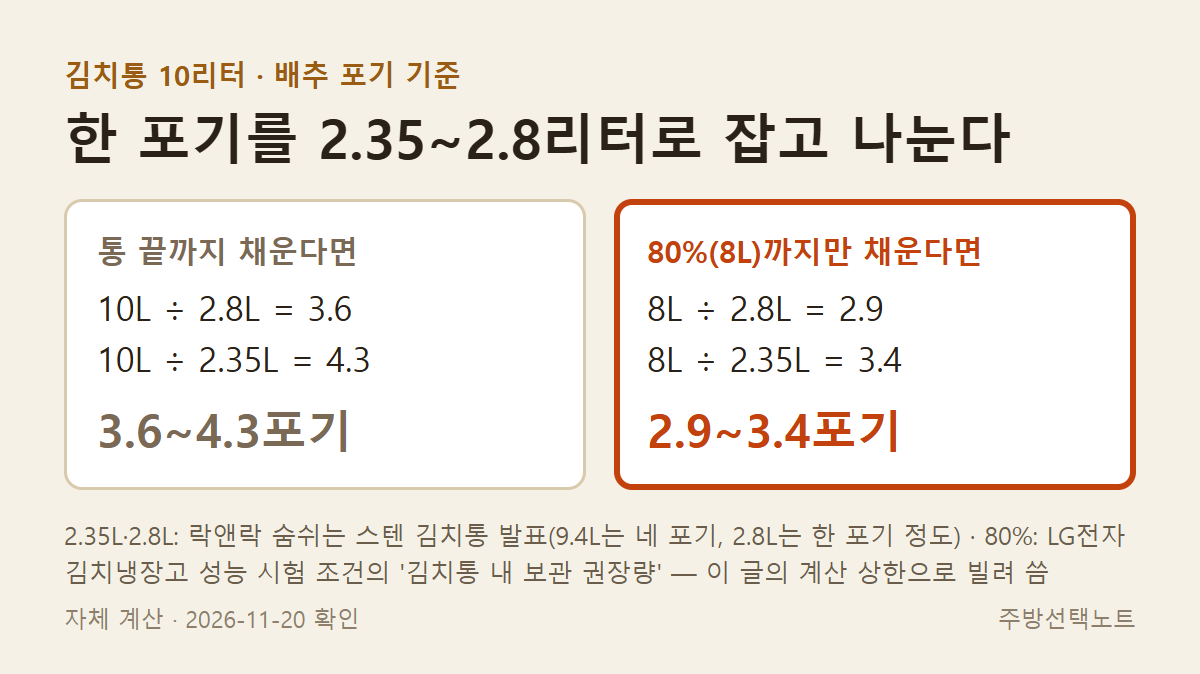 김치통 10리터 · 배추 포기 기준
한 포기를 2.35~2.8리터로 잡고 나눈다
통 끝까지 채운다면
10L ÷ 2.8L = 3.6
10L ÷ 2.35L = 4.3
3.6~4.3포기
80%(8L)까지만 채운다면
8L ÷ 2.8L = 2.9
8L ÷ 2.35L = 3.4
2.9~3.4포기
2.35L·2.8L: 락앤락 숨쉬는 스텐 김치통 발표(9.4L는 네 포기, 2.8L는 한 포기 정도) · 80%: LG전자
김치냉장고 성능 시험 조건의 '김치통 내 보관 권장량' — 이 글의 계산 상한으로 빌려 씀
자체 계산 · 2026-11-20 확인
주방선택노트